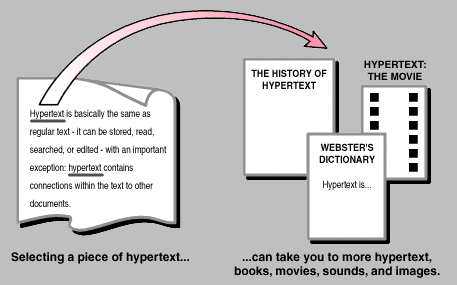 Hypertext is basically the same as
regular text - it can be stored, read,
searched, or edited - with an important
exception: hypertext contains
connections within the text to other
documents.
THE HISTORY OF
HYPERTEXT
HYPERTEXT:
THE MOVIE
WEBSTER'S
DICTIONARY
Hypertext is...
Selecting a piece of hypertext...
...can take you to more hypertext,
books, movies, sounds, and images.